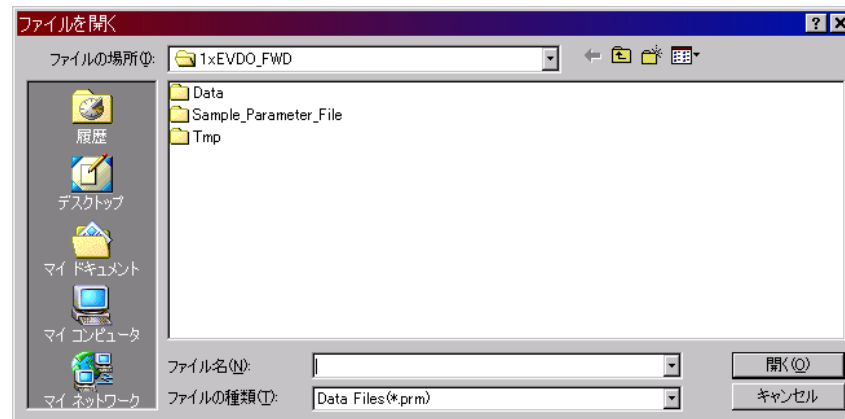 ファイルを開く
ファイルの場所(I):
1xEVDO_FWD
Data
Sample_Parameter_File
Tmp
履歴
デスクトップ
マイ ドキュメント
マイ コンピュータ
マイ ネットワーク
ファイル名(N):
開く(O)
ファイルの種類(T):
Data Files(*.prm)
キャンセル